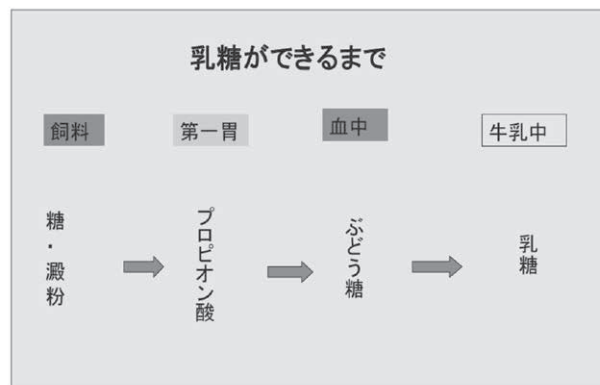 乳糖ができるまで
飼料
第一胃
血中
牛乳中
糖・澱粉
プロピオン酸
ぶどう糖
乳糖